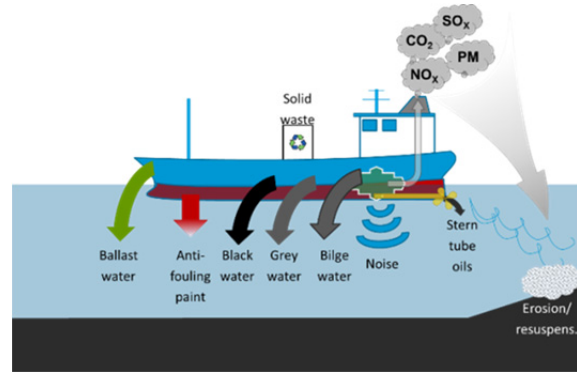 SOX
CO2
PM
NOX
Solid
waste
Ballast
water
Anti-
fouling
paint
Black
water
Grey
water
Bilge
water
Noise
Stern
tube
oils
Erosion/
resuspens.